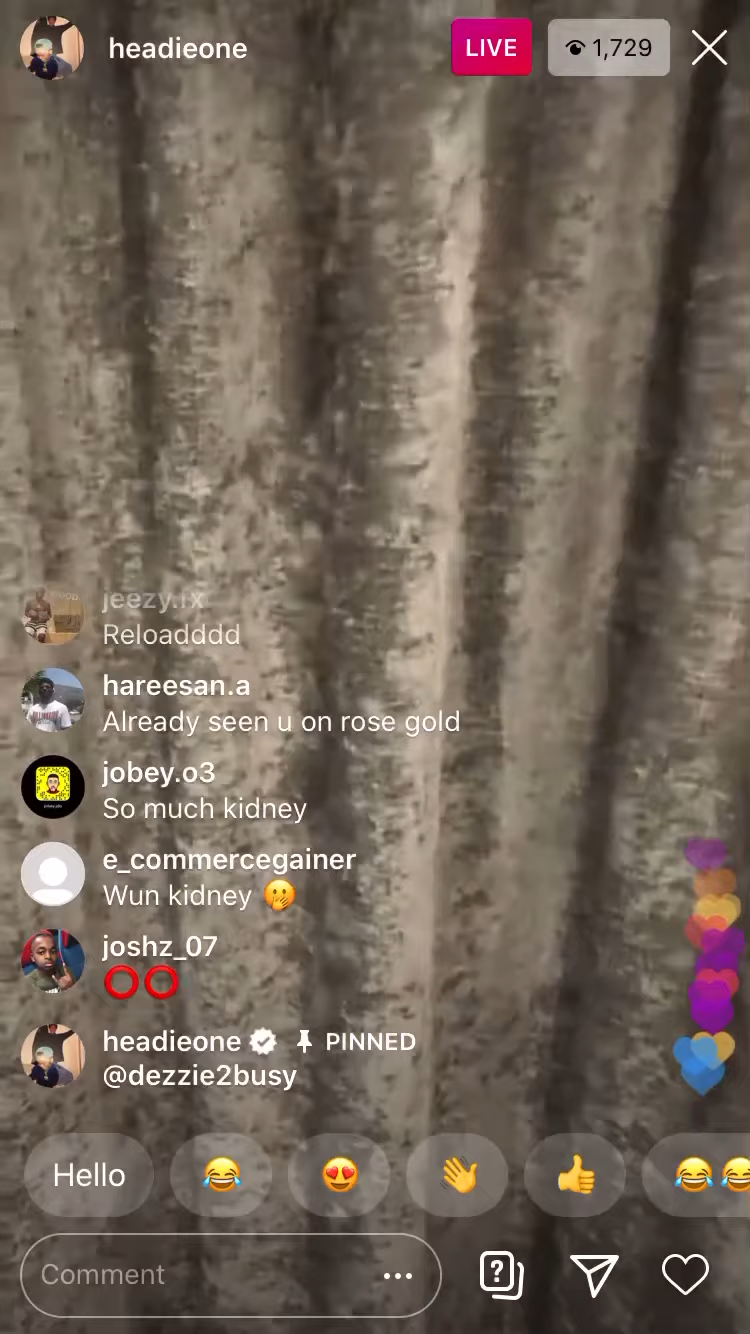 headieone
LIVE
1,729
jeezy.rx
Reloadddd
hareesan.a
Already seen u on rose gold
jobey.o3
So much kidney
e_commercegainer
Wun kidney 🤭
joshz_07
⭕⭕
headieone PINNED
@dezzie2busy
Hello 😂 😍 👋 👍 😂😂
Comment